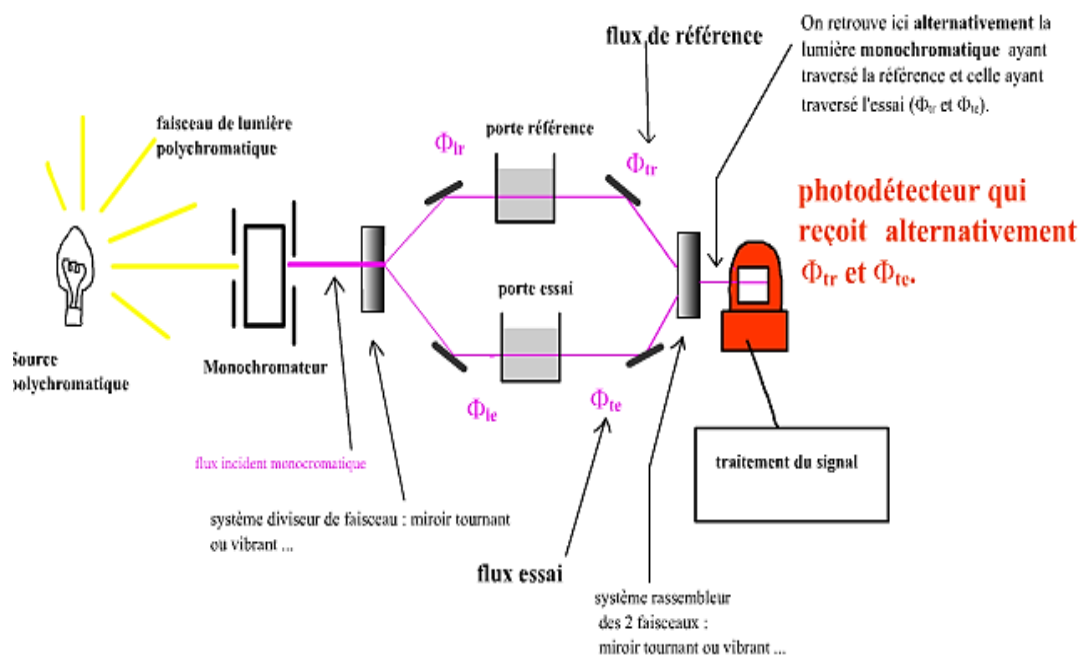 flux de référence
On retrouve ici alternativement la
lumière monochromatique ayant
traversé la référence et celle ayant
traversé l'essai (Φtr et Φte).
faisceau de lumière
polychromatique
porte référence
Φir
Φtr
photodétecteur qui
reçoit alternativement
Φtr et Φte.
porte essai
Source
polychromatique
Monochromateur
Φie
Φte
flux incident monocromatique
traitement du signal
système diviseur de faisceau : miroir tournant
ou vibrant ...
flux essai
système rassembleur
des 2 faisceaux :
miroir tournant ou vibrant ...